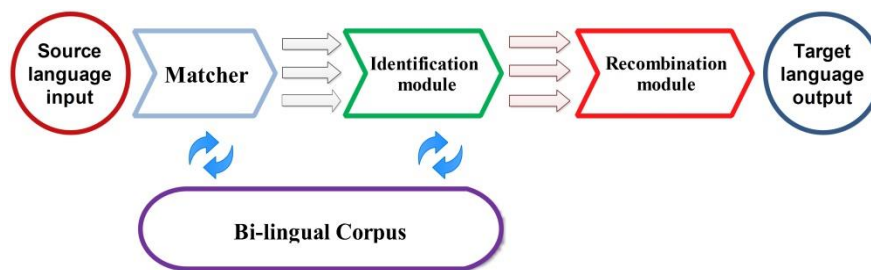 Source
language
input
Matcher
Identification
module
Recombination
module
Target
language
output
Bi-lingual Corpus